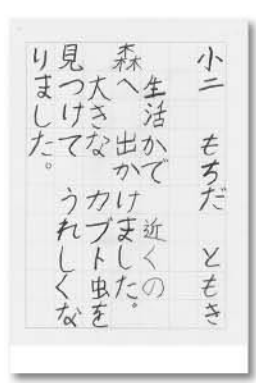 小二　もちだ　ともき
生活かで　近くの
森へ　出かけました。
大きな　カブト虫を
見つけて　うれしくな
りました。